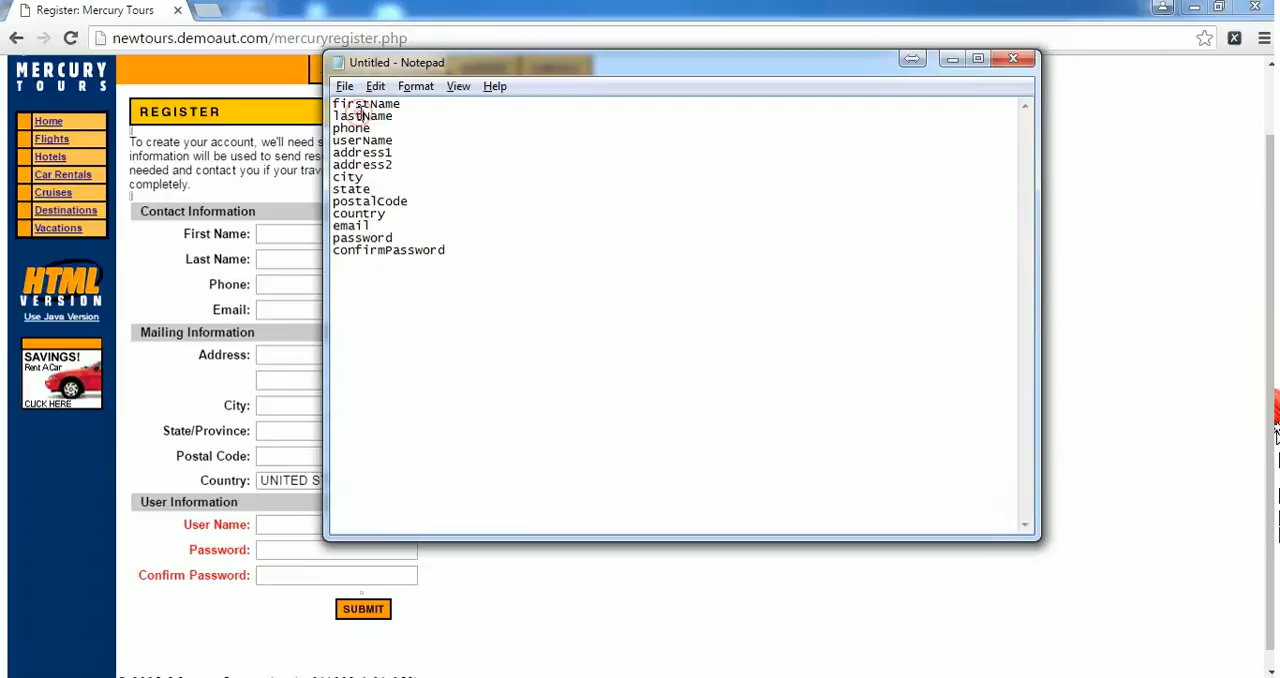 Register: Mercury Tours
newtours.demoaut.com/mercuryregister.php
MERCURY
TOURS
Home
Flights
Hotels
Car Rentals
Cruises
Destinations
Vacations
HTML
VERSION
Use Java Version
SAVINGS!
Rent A Car
CLICK HERE
REGISTER
To create your account, we'll need s
information will be used to send res
needed and contact you if your trav
completely.
Contact Information
First Name:
Last Name:
Phone:
Email:
Mailing Information
Address:
City:
State/Province:
Postal Code:
Country: UNITED S
User Information
User Name:
Password:
Confirm Password:
SUBMIT
Untitled - Notepad
File Edit Format View Help
firstName
lastName
phone
userName
address1
address2
city
state
postalCode
country
email
password
confirmPassword